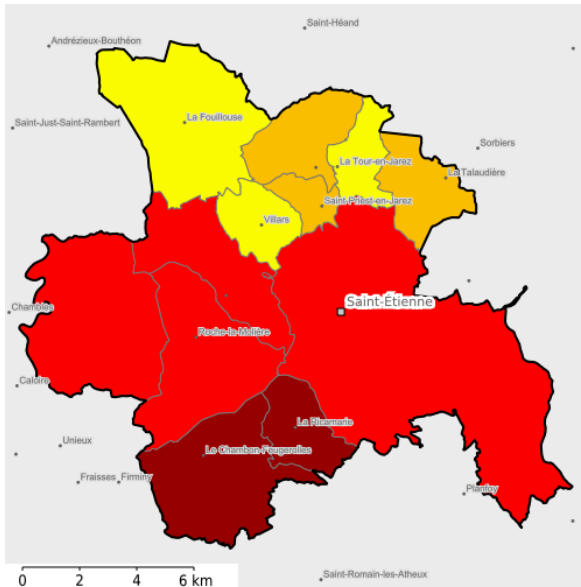 Saint-Héand
Andrézieux-Bouthéon
La Fouillouse
Saint-Just-Saint-Rambert
Sorbiers
La Tour-en-Jarez
La Talaudière
Saint-Priest-en-Jarez
Villars
Saint-Étienne
Chambles
Roche-la-Molière
Caloire
La Ricamarie
Unieux
Le Chambon-Feugerolles
Fraisses
Firminy
Planfoy
Saint-Romain-les-Atheux
0 2 4 6 km